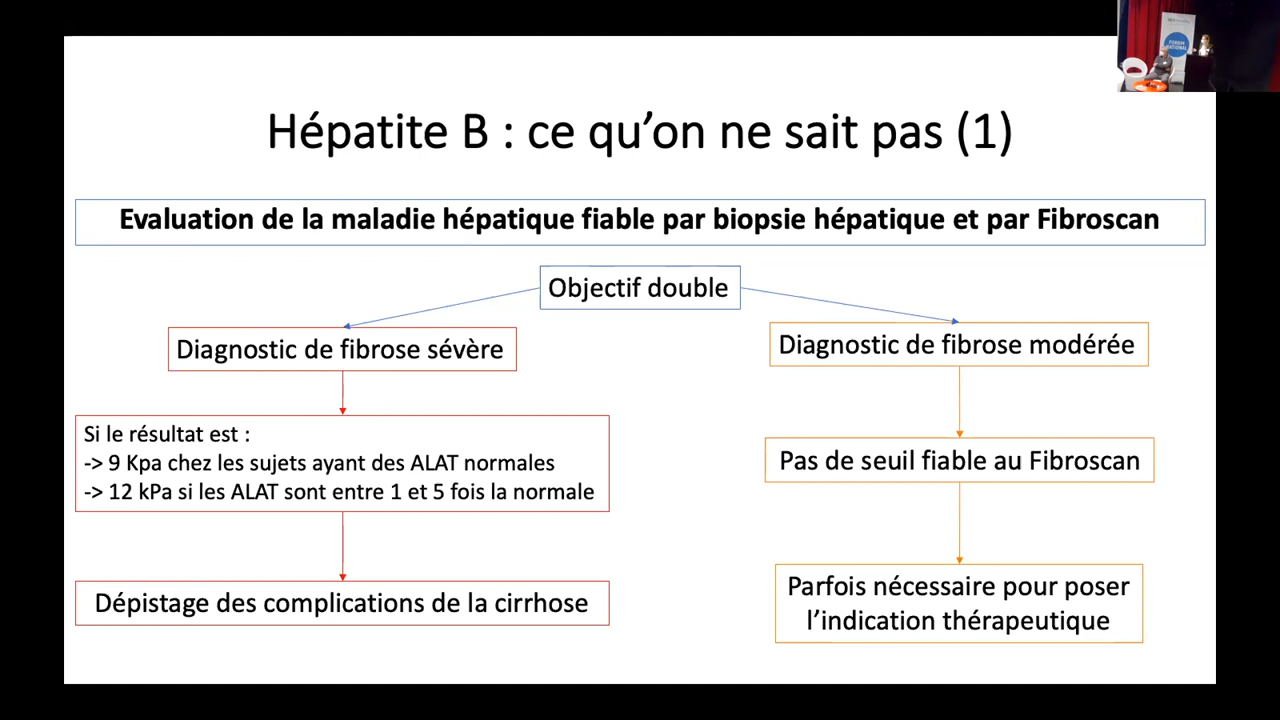 Hépatite B : ce qu'on ne sait pas (1)
Evaluation de la maladie hépatique fiable par biopsie hépatique et par Fibroscan
Objectif double
Diagnostic de fibrose sévère
Diagnostic de fibrose modérée
Si le résultat est :
-> 9 Kpa chez les sujets ayant des ALAT normales
-> 12 kPa si les ALAT sont entre 1 et 5 fois la normale
Pas de seuil fiable au Fibroscan
Dépistage des complications de la cirrhose
Parfois nécessaire pour poser
l'indication thérapeutique
FORUM
NATIONAL